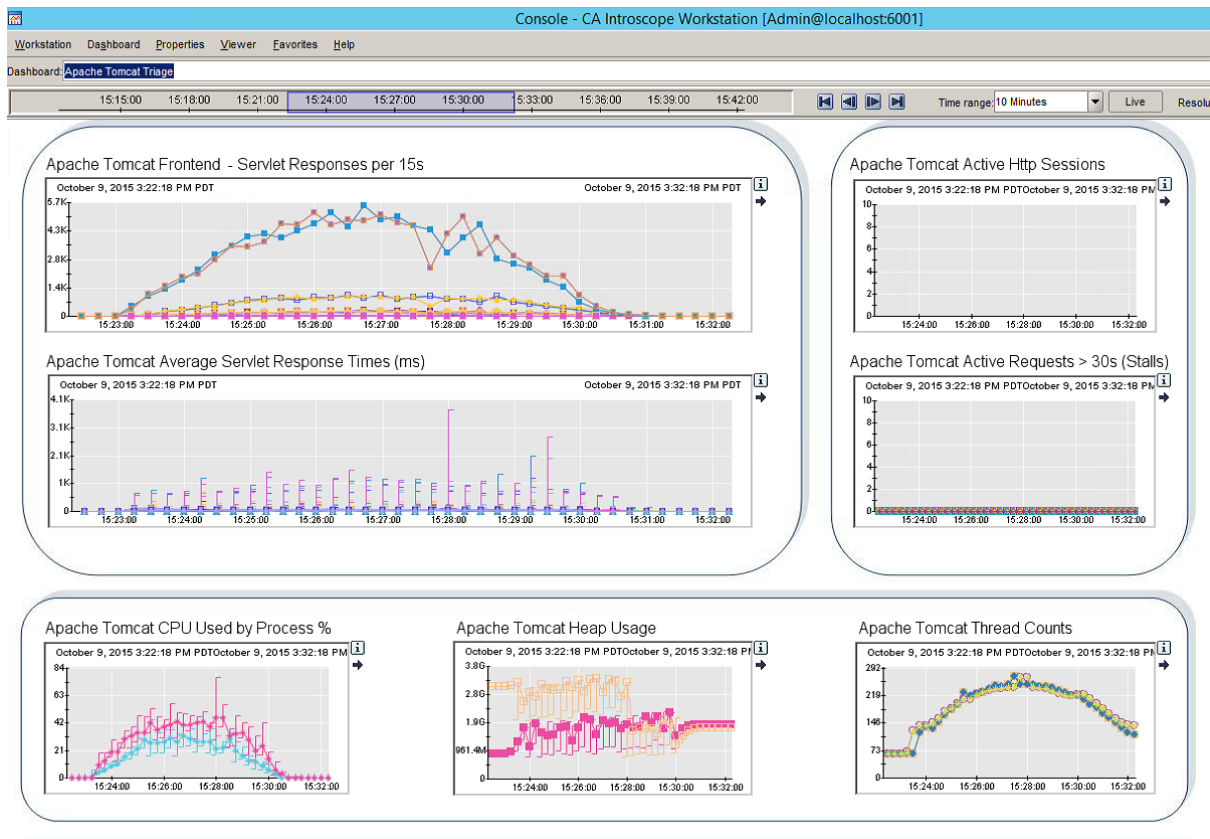 Console - CA Introscope Workstation [Admin@localhost:6001]
Workstation Dashboard Properties Viewer Favorites Help
Dashboard: Apache Tomcat Triage
15:15:00 15:18:00 15:21:00 15:24:00 15:27:00 15:30:00 15:33:00 15:36:00 15:39:00 15:42:00 Time range: 10 Minutes Live Resolu
Apache Tomcat Frontend - Servlet Responses per 15s
October 9, 2015 3:22:18 PM PDT October 9, 2015 3:32:18 PM PDT
5.7K
4.3K
2.8K
1.4K
0
15:23:00 15:24:00 15:25:00 15:26:00 15:27:00 15:28:00 15:29:00 15:30:00 15:31:00 15:32:00
Apache Tomcat Active Http Sessions
October 9, 2015 3:22:18 PM PDTOctober 9, 2015 3:32:18 PM
10
8
6
4
2
0
15:24:00 15:26:00 15:28:00 15:30:00 15:32:00
Apache Tomcat Average Servlet Response Times (ms)
October 9, 2015 3:22:18 PM PDT October 9, 2015 3:32:18 PM PDT
4.1K
3.1K
2.1K
1K
0
15:23:00 15:24:00 15:25:00 15:26:00 15:27:00 15:28:00 15:29:00 15:30:00 15:31:00 15:32:00
Apache Tomcat Active Requests > 30s (Stalls)
October 9, 2015 3:22:18 PM PDTOctober 9, 2015 3:32:18 PM
10
8
6
4
2
0
15:24:00 15:26:00 15:28:00 15:30:00 15:32:00
Apache Tomcat CPU Used by Process %
October 9, 2015 3:22:18 PM PDTOctober 9, 2015 3:32:18 PM
84
63
42
21
0
15:24:00 15:26:00 15:28:00 15:30:00 15:32:00
Apache Tomcat Heap Usage
October 9, 2015 3:22:18 PM PDTOctober 9, 2015 3:32:18 PM
3.8G
2.8G
1.9G
961.4M
0
15:24:00 15:26:00 15:28:00 15:30:00 15:32:00
Apache Tomcat Thread Counts
October 9, 2015 3:22:18 PM PDTOctober 9, 2015 3:32:18 PM
292
219
146
73
0
15:24:00 15:26:00 15:28:00 15:30:00 15:32:00